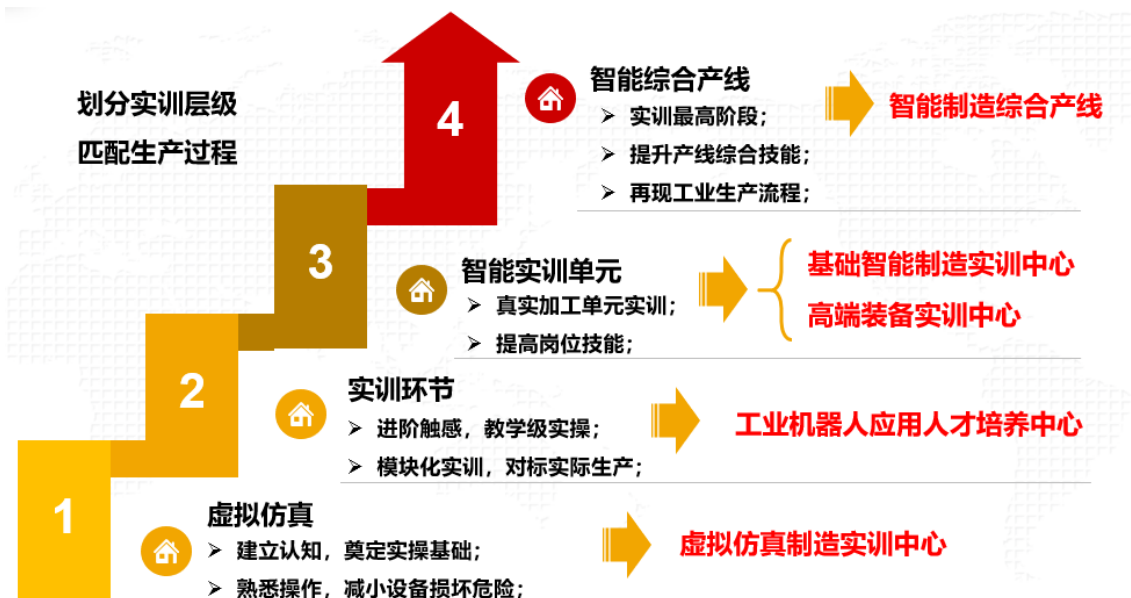 划分实训层级
匹配生产过程
4
智能综合产线
➢ 实训最高阶段；
➢ 提升产线综合技能；
➢ 再现工业生产流程；
智能制造综合产线
3
智能实训单元
➢ 真实加工单元实训；
➢ 提高岗位技能；
基础智能制造实训中心
高端装备实训中心
2
实训环节
➢ 进阶触感，教学级实操；
➢ 模块化实训，对标实际生产；
工业机器人应用人才培养中心
1
虚拟仿真
➢ 建立认知，奠定实操基础；
➢ 熟悉操作，减小设备损坏危险；
虚拟仿真制造实训中心